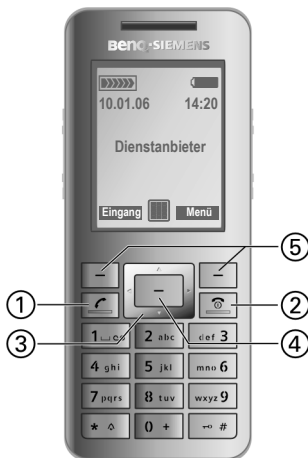 BenQ-SIEMENS
10.01.06 14:20
Dienstanbieter
Eingang Menü
5
1 2
3 4
1 2 abc def 3
4 ghi 5 jkl mno 6
7 pqrs 8 tuv wxyz 9
* 0 + #